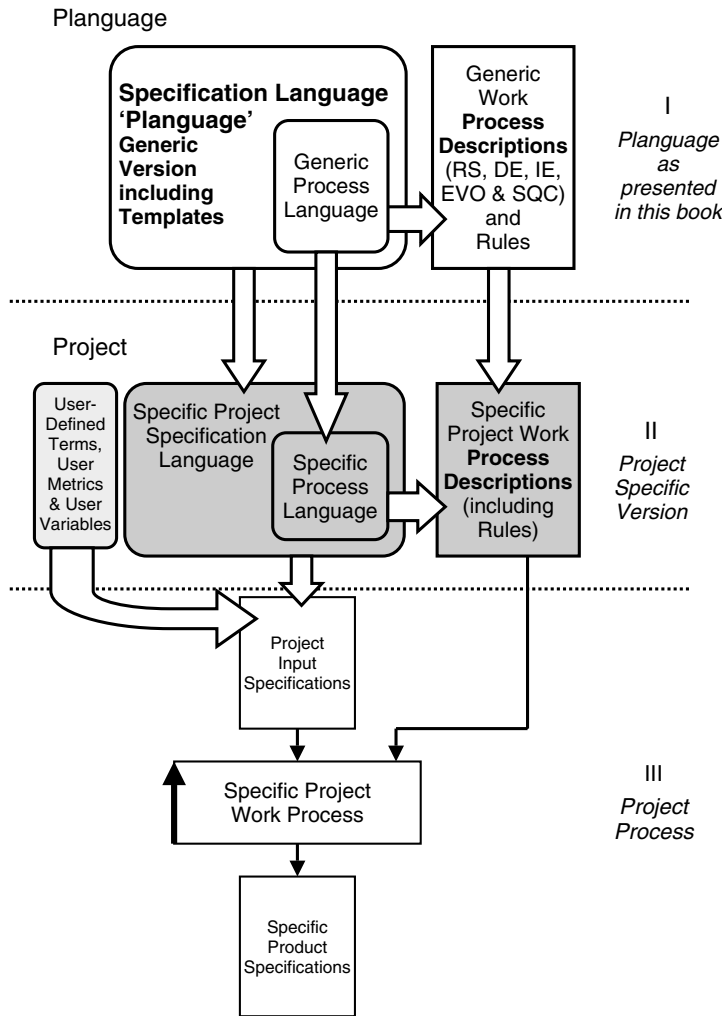 Planguage
Specification Language
'Planguage'
Generic
Version
including
Templates
Generic
Process
Language
Generic
Work
Process
Descriptions
(RS, DE, IE,
EVO & SQC)
and
Rules
I
Planguage
as
presented
in this book
Project
User-
Defined
Terms,
User
Metrics
& User
Variables
Specific Project
Specification
Language
Specific
Process
Language
Specific
Project Work
Process
Descriptions
(including
Rules)
II
Project
Specific
Version
Project
Input
Specifications
Specific Project
Work Process
III
Project
Process
Specific
Product
Specifications